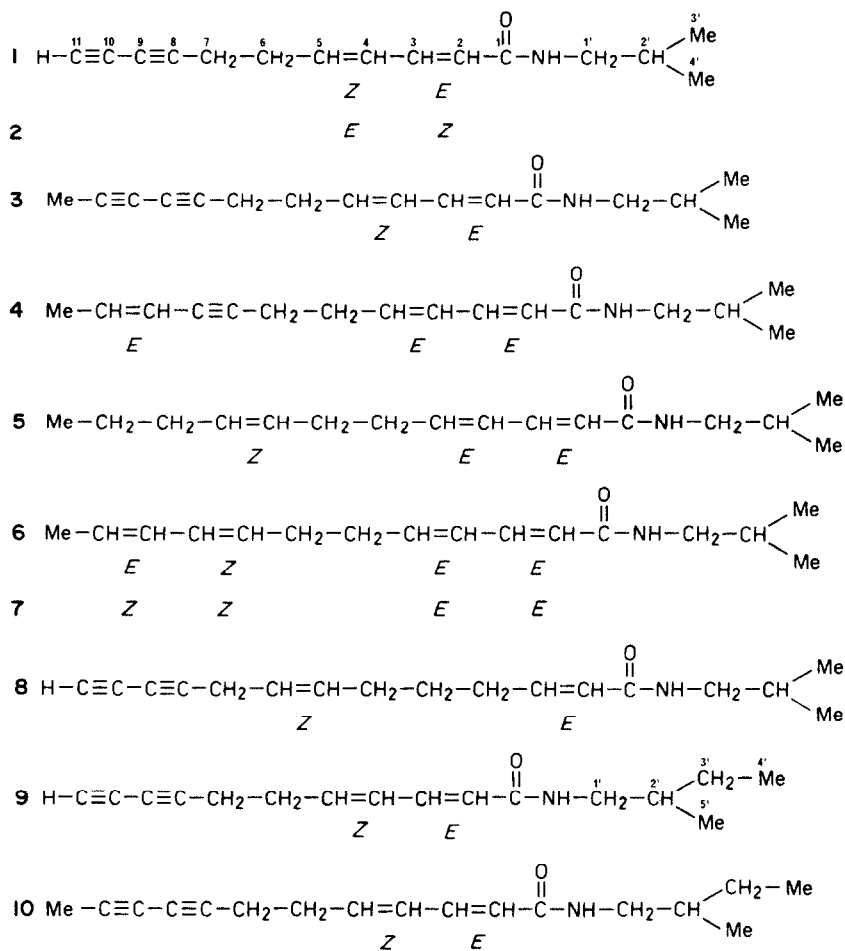 O 3'
11 10 9 8 7 6 5 4 3 2 1 1' 2' Me
1 H−C≡C−C≡C−CH₂−CH₂−CH=CH−CH=CH−C−NH−CH₂−CH
4' Me
Z E
2 E Z
O
Me
3 Me−C≡C−C≡C−CH₂−CH₂−CH=CH−CH=CH−C−NH−CH₂−CH
Me
Z E
O
Me
4 Me−CH=CH−C≡C−CH₂−CH₂−CH=CH−CH=CH−C−NH−CH₂−CH
Me
E E E
O
Me
5 Me−CH₂−CH₂−CH=CH−CH₂−CH₂−CH=CH−CH=CH−C−NH−CH₂−CH
Me
Z E E
O
Me
6 Me−CH=CH−CH=CH−CH₂−CH₂−CH=CH−CH=CH−C−NH−CH₂−CH
Me
E Z E E
7 Z Z E E
O
Me
8 H−C≡C−C≡C−CH₂−CH=CH−CH₂−CH₂−CH₂−CH=CH−C−NH−CH₂−CH
Me
Z E
O 3' 4'
1' 2' CH₂−Me
9 H−C≡C−C≡C−CH₂−CH₂−CH=CH−CH=CH−C−NH−CH₂−CH
5' Me
Z E
O
CH₂−Me
10 Me−C≡C−C≡C−CH₂−CH₂−CH=CH−CH=CH−C−NH−CH₂−CH
Me
Z E